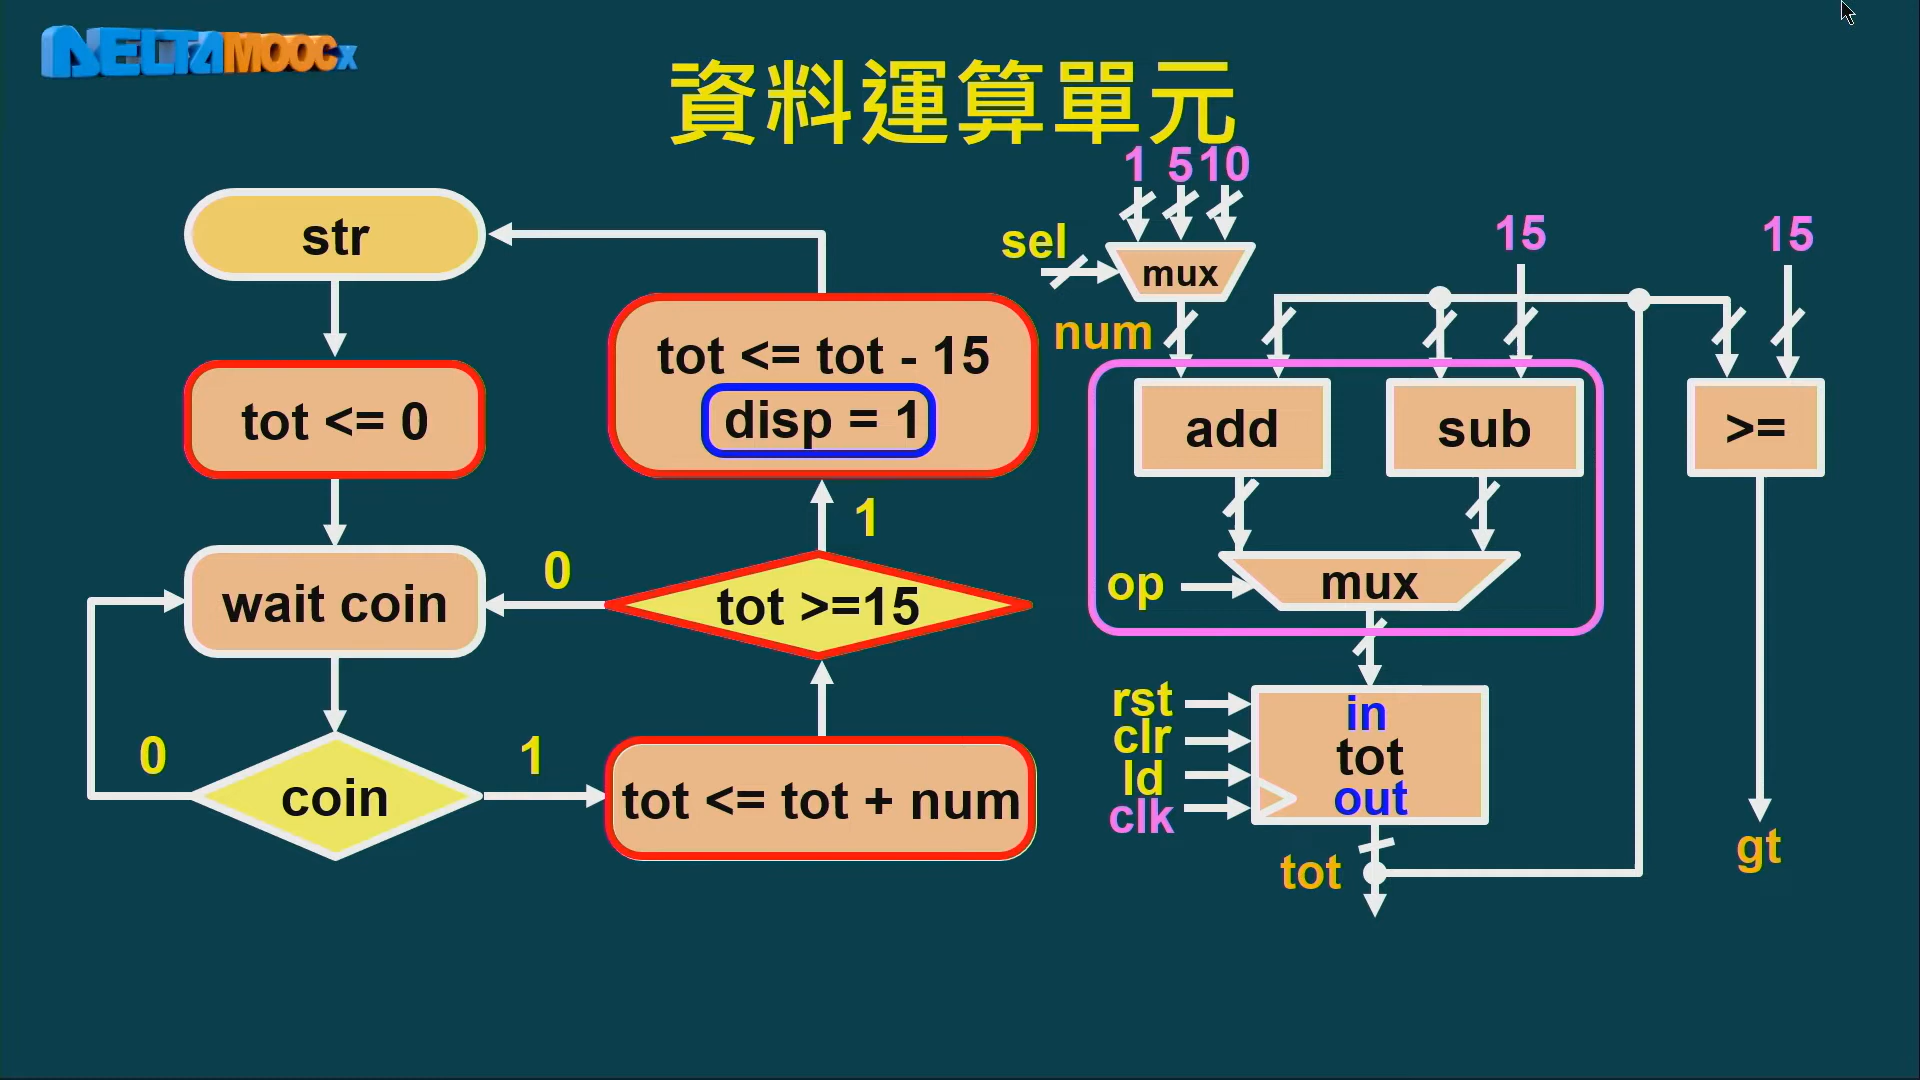 DELTAMOOCx
資料運算單元
str
tot <= 0
wait coin
coin
0
1
tot <= tot + num
tot >=15
0
1
tot <= tot - 15
disp = 1
1 5 10
sel
mux
num
15
15
add
sub
>=
op
mux
rst
clr
ld
clk
in
tot
out
tot
gt